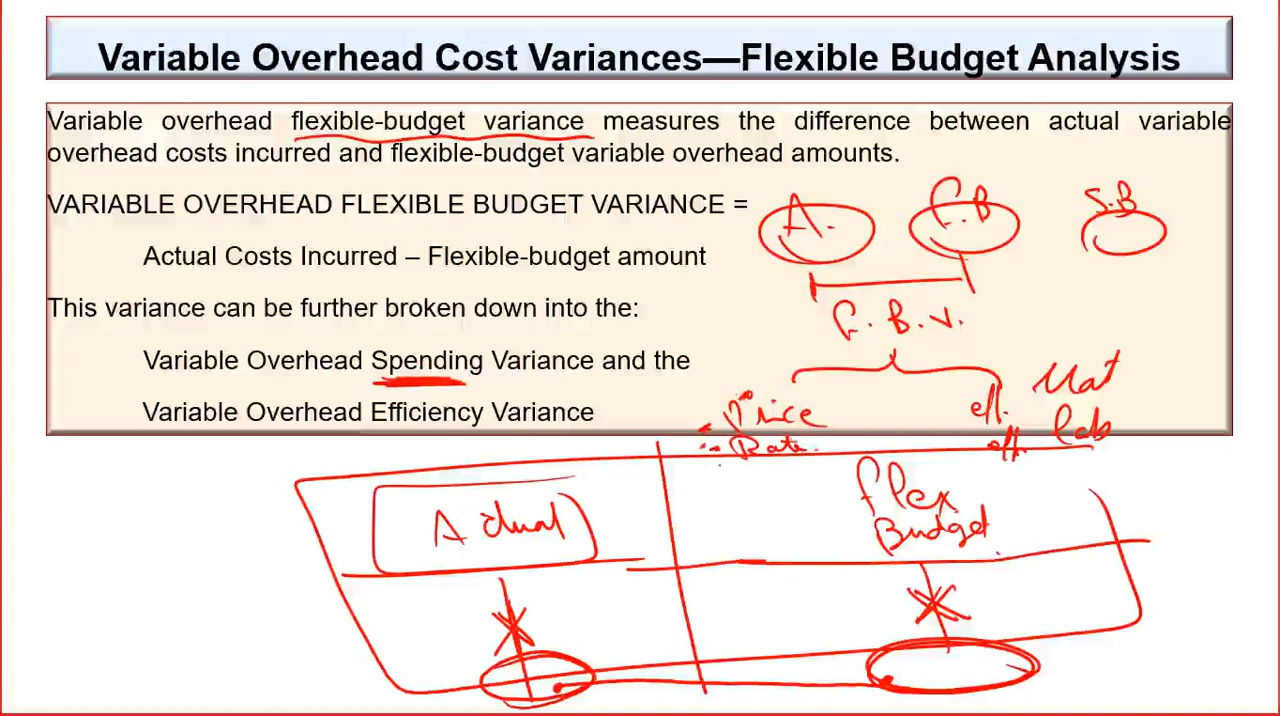 Variable Overhead Cost Variances—Flexible Budget Analysis
Variable overhead flexible-budget variance measures the difference between actual variable
overhead costs incurred and flexible-budget variable overhead amounts.
VARIABLE OVERHEAD FLEXIBLE BUDGET VARIANCE =
A. F.B S.B
Actual Costs Incurred – Flexible-budget amount
This variance can be further broken down into the:
F. B. V.
Variable Overhead Spending Variance and the
Mat
Variable Overhead Efficiency Variance
Price eff. lab
Rate eff.
Actual
Flex
Budget